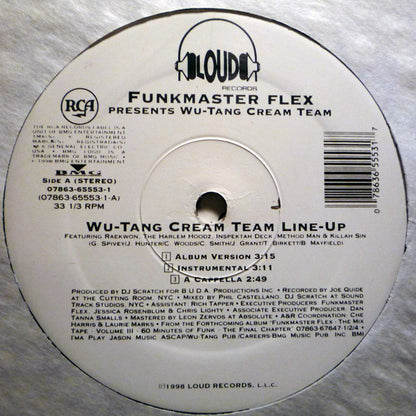 LOUD
RECORDS
RCA
FUNKMASTER FLEX
PRESENTS WU-TANG CREAM TEAM
THE RCA RECORDS LABEL IS A
UNIT OF BMG ENTERTAINMENT
REGISTERED
GENERAL ELECTRIC CO.
USA • BMG LOGO IS A
TRADEMARK OF BMG MUSIC •
© 1998 BMG ENTERTAINMENT
BMG
SIDE A (STEREO)
07863-65553-1
(07863-65553-1-A)
33 1/3 RPM
0 78636 55531 7
WU-TANG CREAM TEAM LINE-UP
FEATURING RAEKWON, THE HARLEM HOODZ, INSPEKTAH DECK, METHOD MAN & KILLAH SIN
(G. SPIVEY/J. HUNTER/C. WOODS/C. SMITH/J. GRANT/T. BIRKETT/B. MAYFIELD)
1 ALBUM VERSION 3:15
2 INSTRUMENTAL 3:11
3 A CAPPELLA 2:49
PRODUCED BY DJ SCRATCH FOR B.U.D.A. PRODUCTIONS INC • RECORDED BY JOE QUIDE
AT THE CUTTING ROOM, NYC • MIXED BY PHIL CASTELLANO, DJ SCRATCH AT SOUND
TRACK STUDIOS, NYC • ASSISTANT: RICH TAPPER • EXECUTIVE PRODUCERS: FUNKMASTER
FLEX, JESSICA ROSENBLUM & CHRIS LIGHTY • ASSOCIATE EXECUTIVE PRODUCER: DAN
TANNA SMALLS • MASTERED BY LEON ZERVOS AT ABSOLUTE • A&R COORDINATION: CHE
HARRIS & LAURIE MARKS • FROM THE FORTHCOMING ALBUM "FUNKMASTER FLEX • THE MIX
TAPE • VOLUME III • 60 MINUTES OF FUNK • THE FINAL CHAPTER" 07863 67647 1/2/4 •
I'MA PLAY JASON MUSIC ASCAP/WU-TANG PUB./CAREERS-BMG MUSIC PUB. INC BMI
℗1998 LOUD RECORDS, L.L.C.